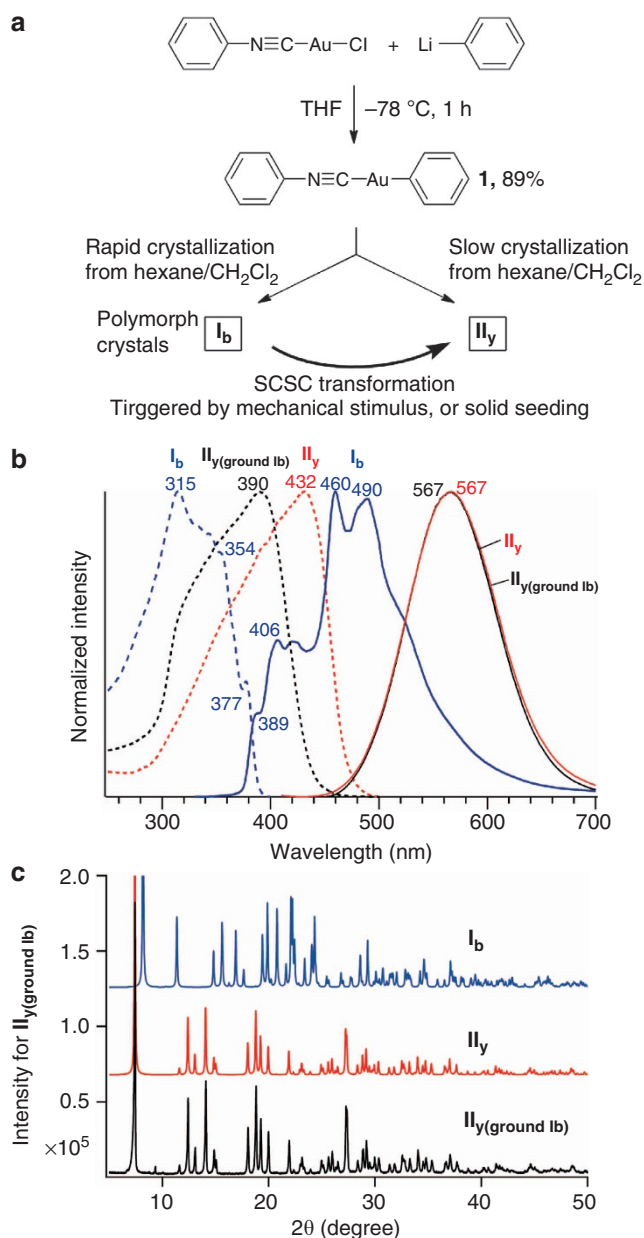 a
N≡C—Au—Cl + Li
THF –78 °C, 1 h
N≡C—Au 1, 89%
Rapid crystallization
from hexane/CH2Cl2
Slow crystallization
from hexane/CH2Cl2
Polymorph
crystals
Ib
IIy
SCSC transformation
Tirggered by mechanical stimulus, or solid seeding
b
Ib IIy(ground Ib) IIy Ib
315 390 432 460 490 567 567
354
406
377
389
IIy
IIy(ground Ib)
Normalized intensity
300 400 500 600 700
Wavelength (nm)
c
2.0
1.5
1.0
0.5
×105
Intensity for IIy(ground Ib)
Ib
IIy
IIy(ground Ib)
10 20 30 40 50
2θ (degree)